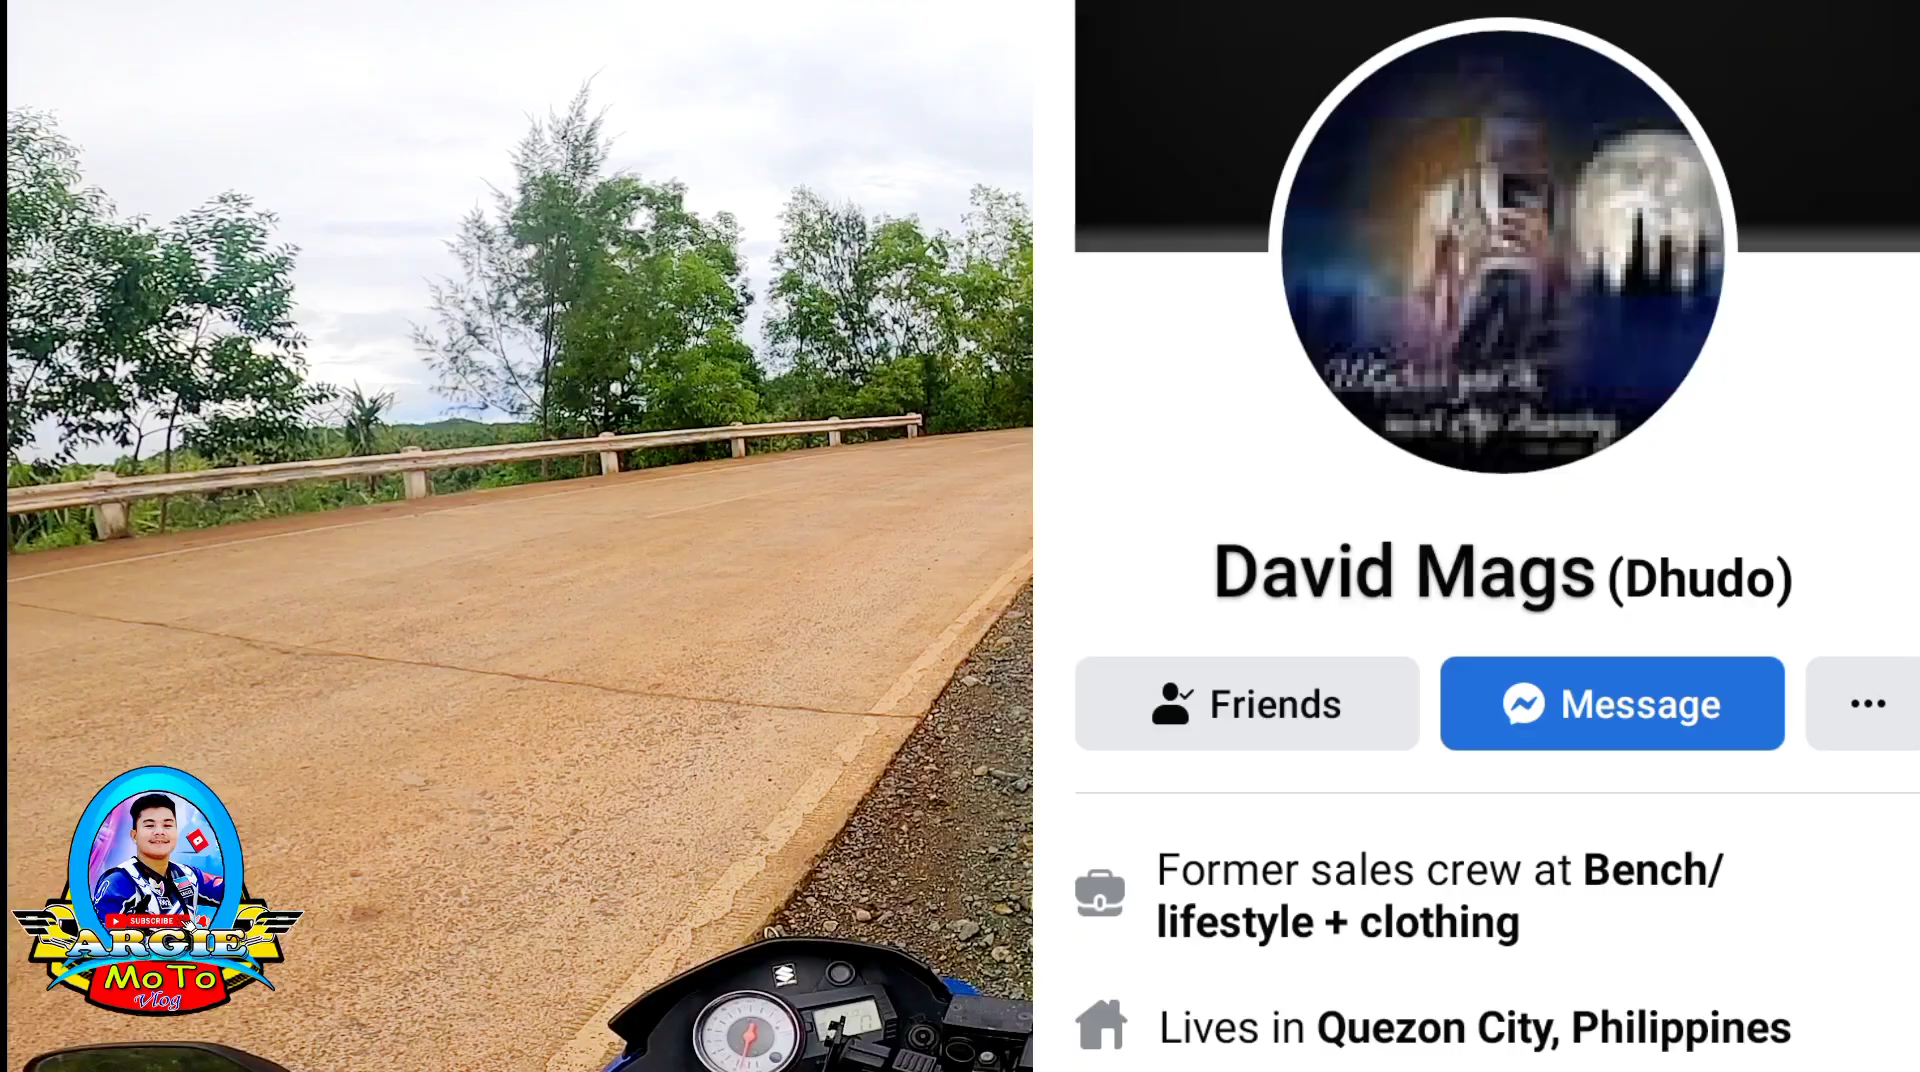 SUBSCRIBE
ARGIE
MoTo
Vlog
David Mags (Dhudo)
Friends
Message
Former sales crew at Bench/
lifestyle + clothing
Lives in Quezon City, Philippines